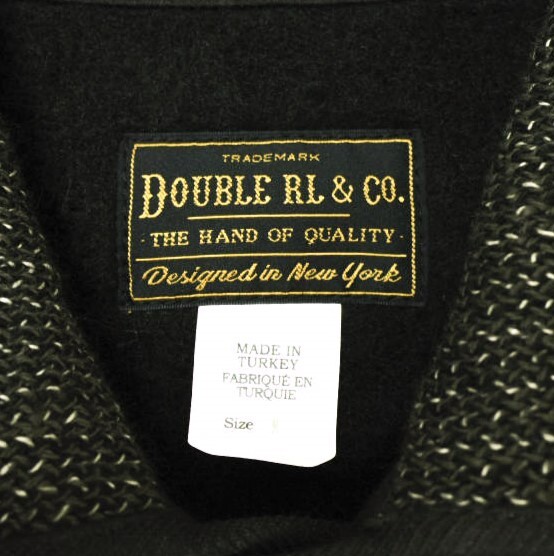 TRADEMARK
DOUBLE RL & CO.
· THE HAND OF QUALITY ·
Designed in New York
MADE IN
TURKEY
FABRIQUÉ EN
TURQUIE
Size